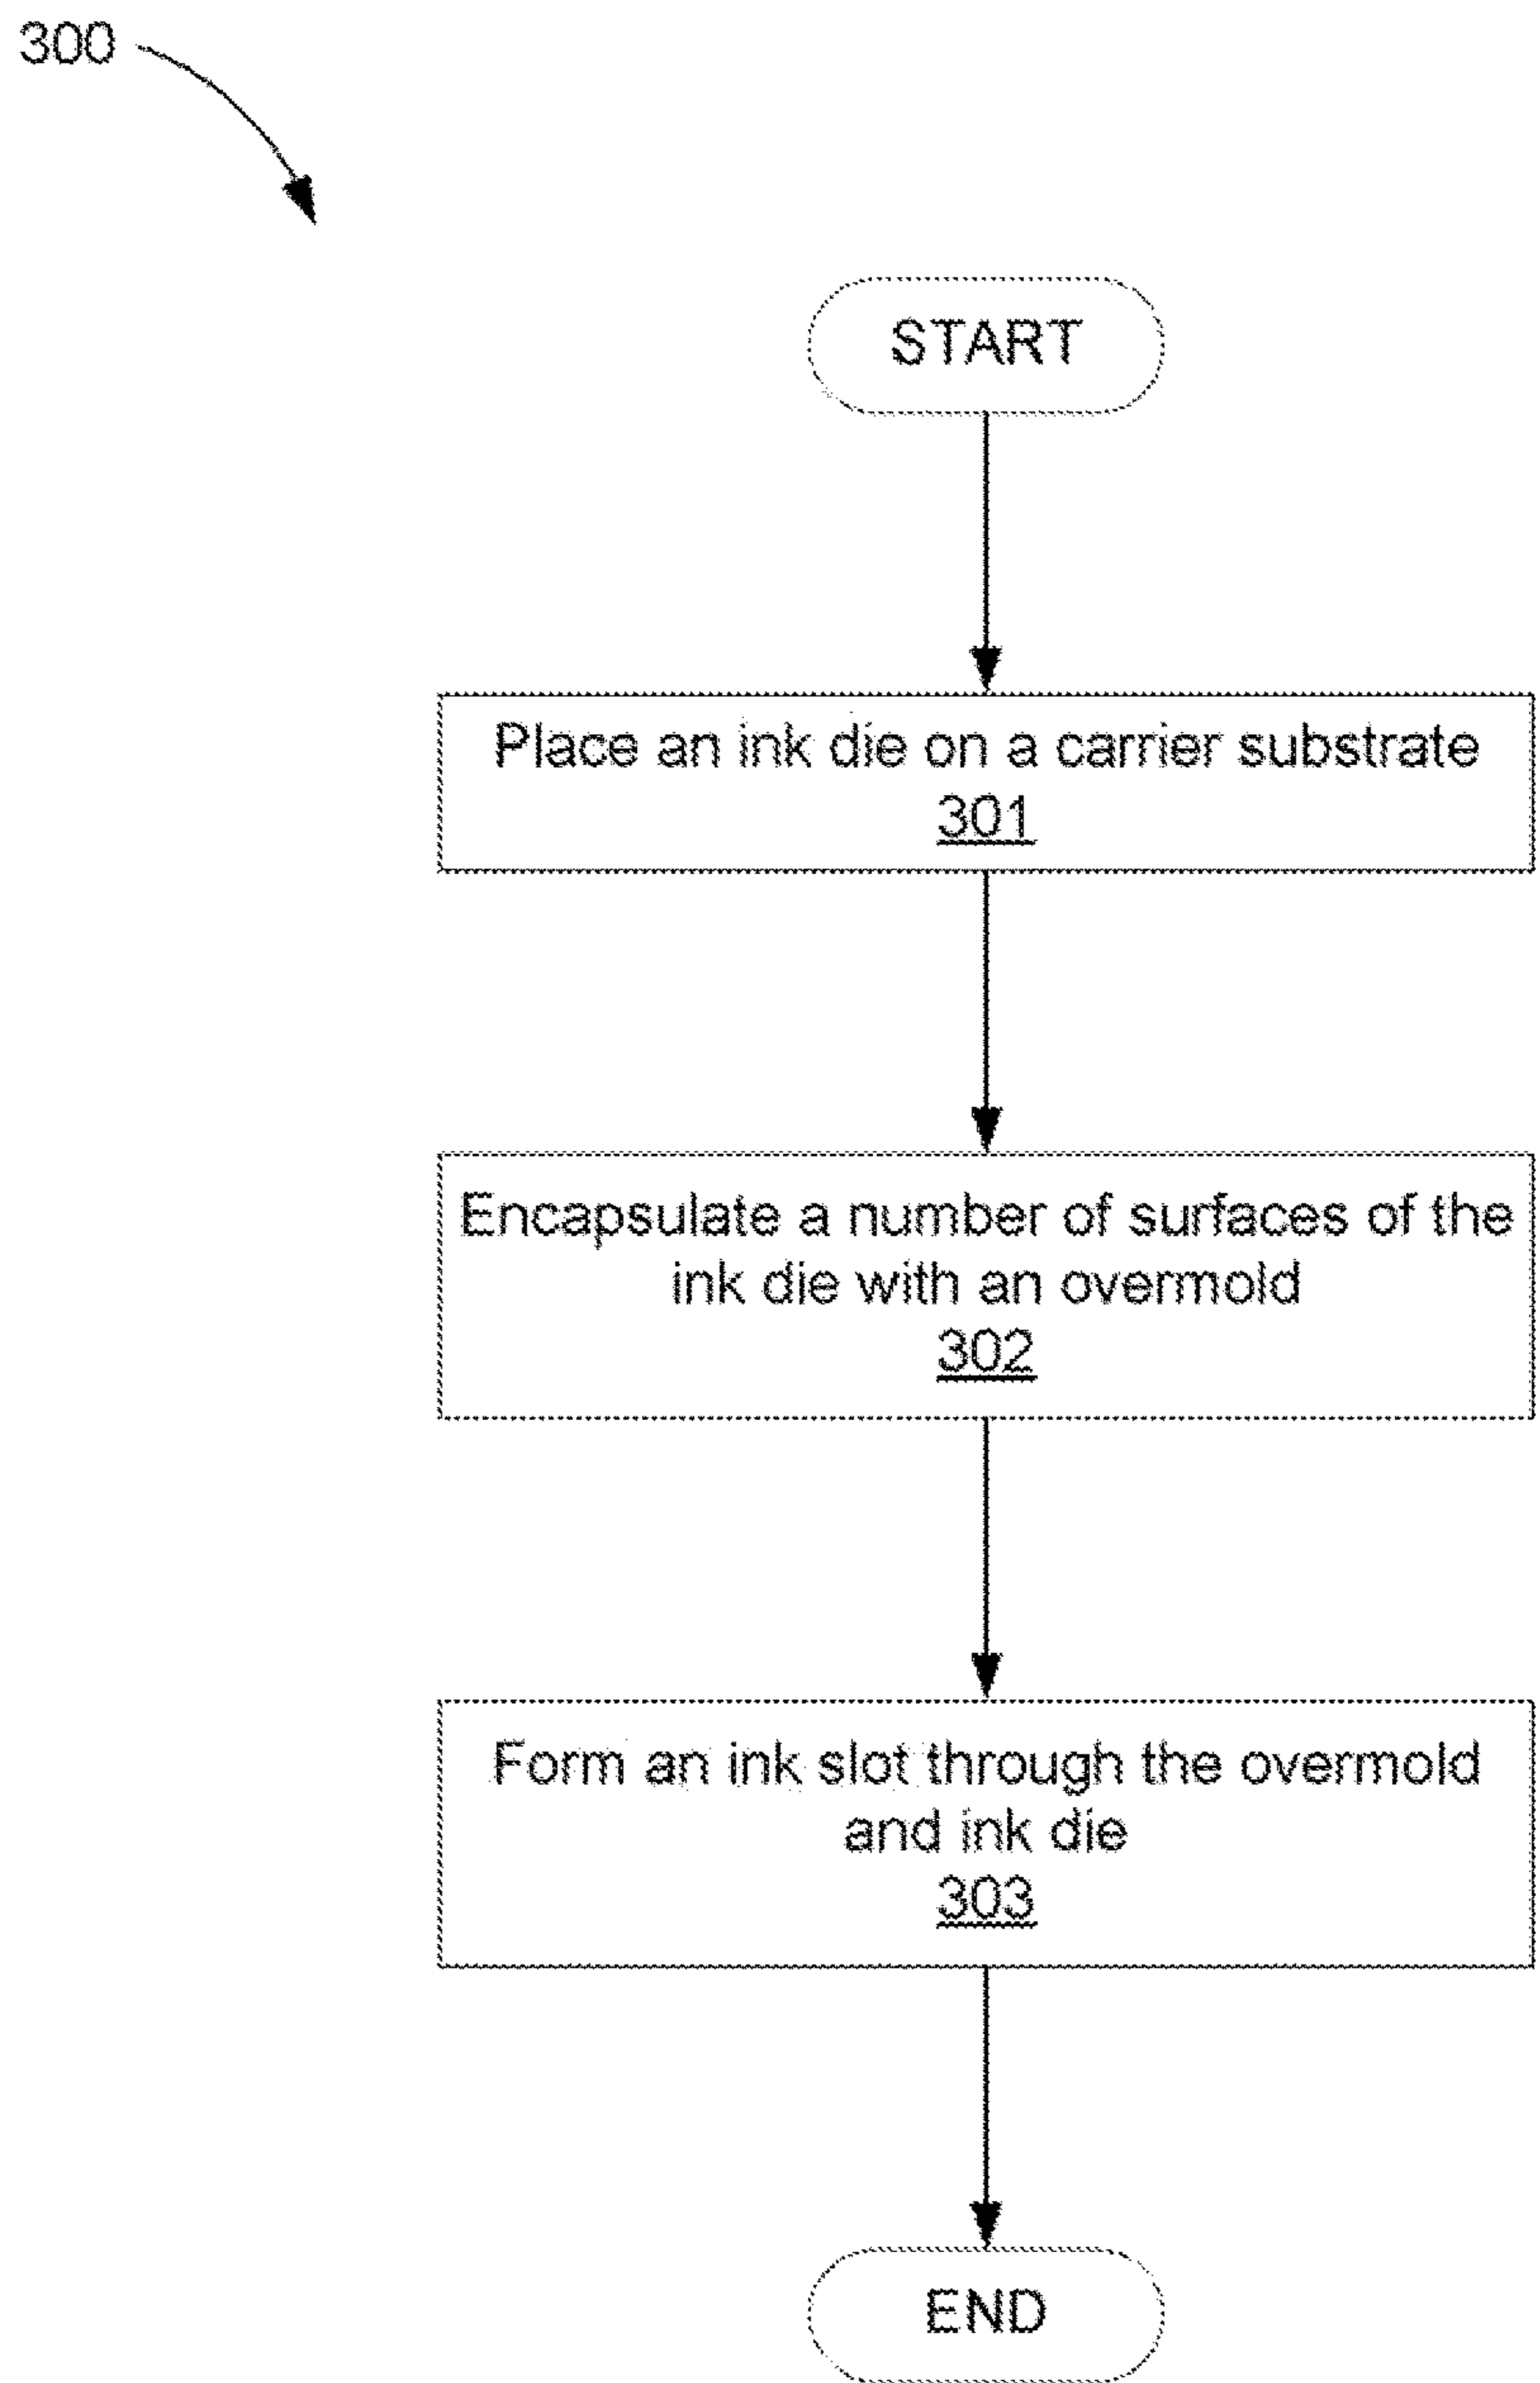 300
START
Place an ink die on a carrier substrate
301
Encapsulate a number of surfaces of the
ink die with an overmold
302
Form an ink slot through the overmold
and ink die
303
END